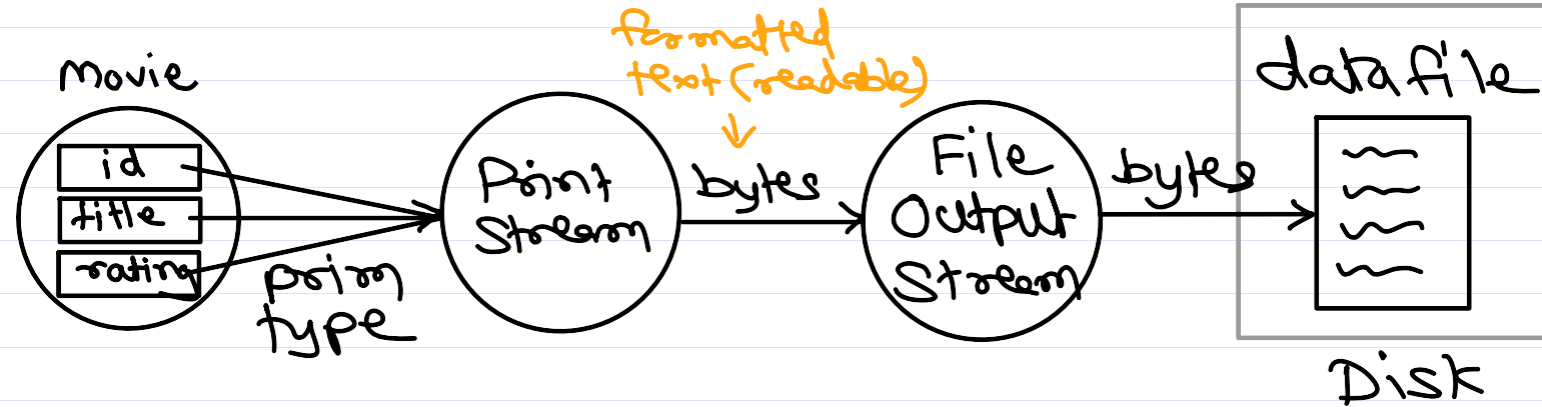 Movie
id
title
rating
prim
type
Print
Stream
formatted
text (readable)
bytes
File
Output
Stream
bytes
data file
Disk